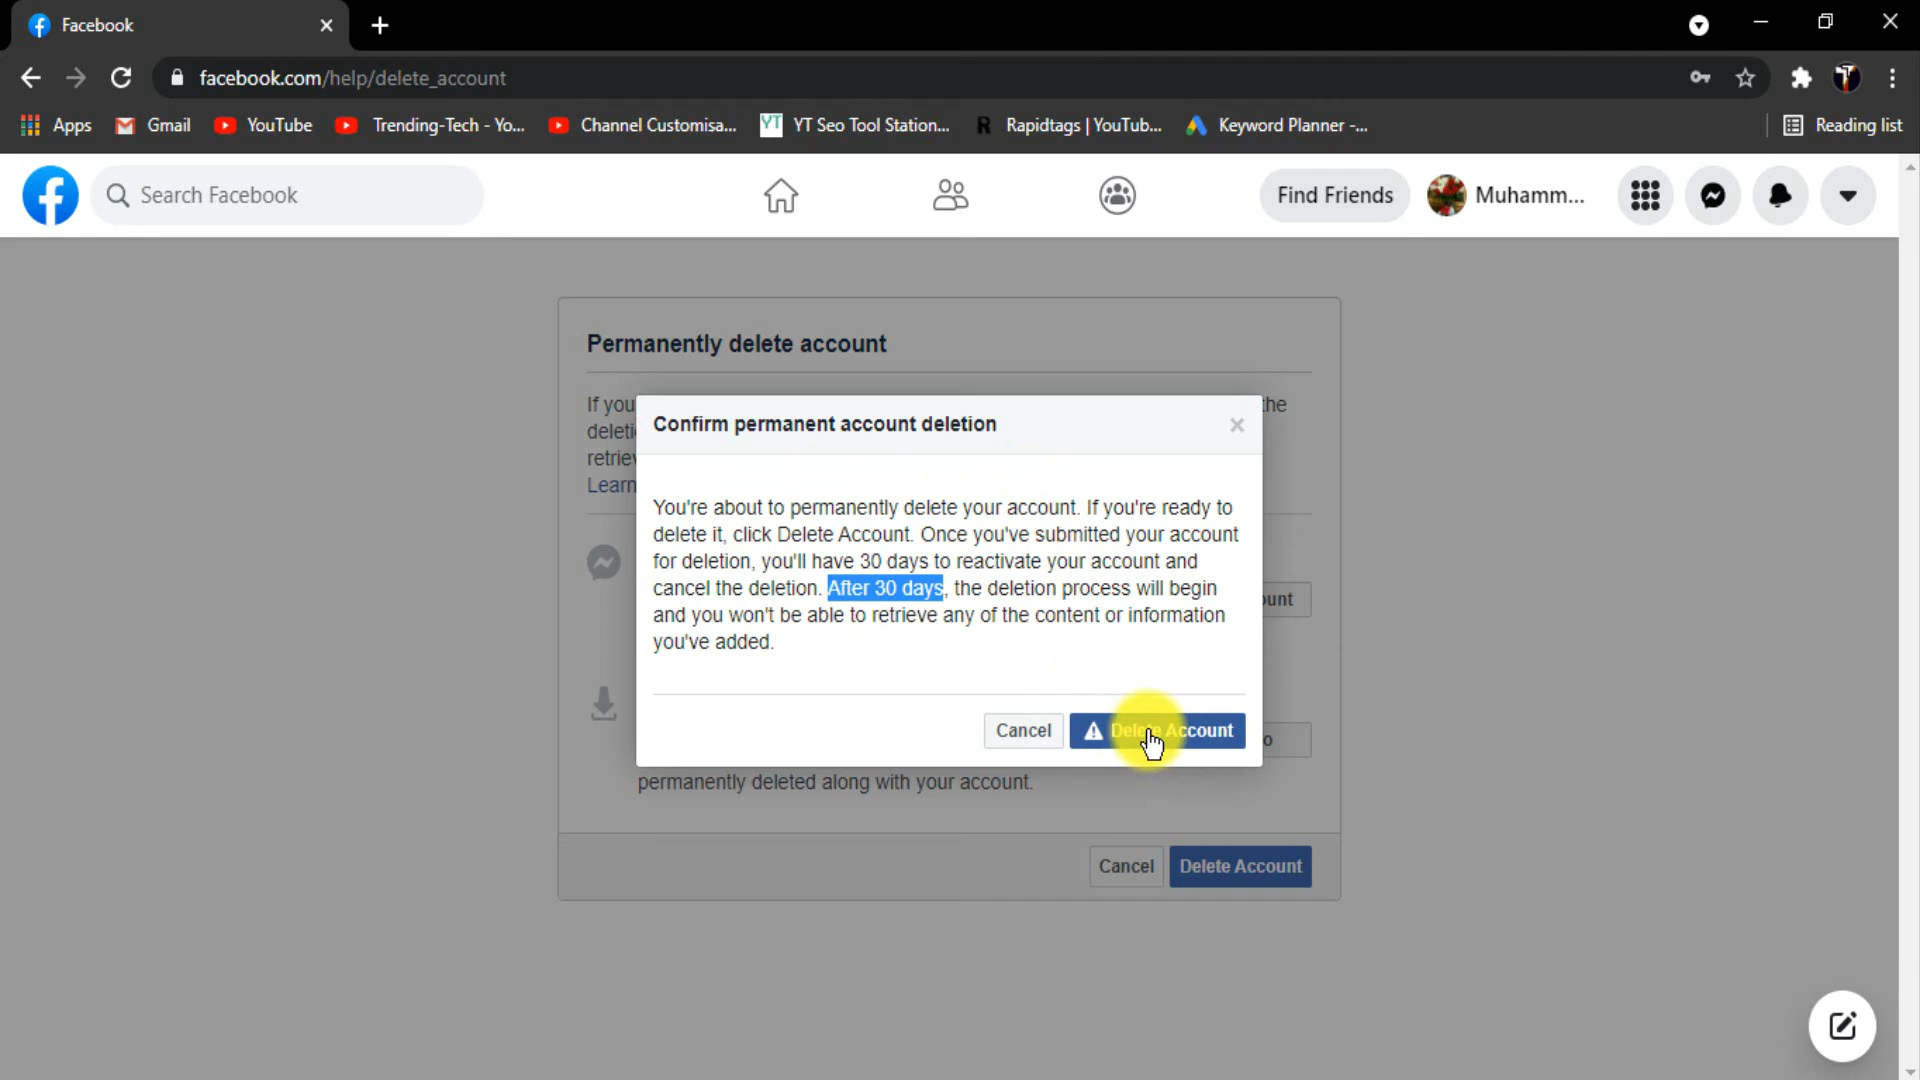 Facebook
facebook.com/help/delete_account
Apps Gmail YouTube Trending-Tech - Yo... Channel Customisa... YT YT Seo Tool Station... R Rapidtags | YouTub... Keyword Planner -... Reading list
Search Facebook Find Friends Muhamm...
Permanently delete account
If you the
Confirm permanent account deletion
You're about to permanently delete your account. If you're ready to
delete it, click Delete Account. Once you've submitted your account
for deletion, you'll have 30 days to reactivate your account and
cancel the deletion. After 30 days, the deletion process will begin
and you won't be able to retrieve any of the content or information
you've added.
Cancel Delete Account
permanently deleted along with your account.
Cancel Delete Account